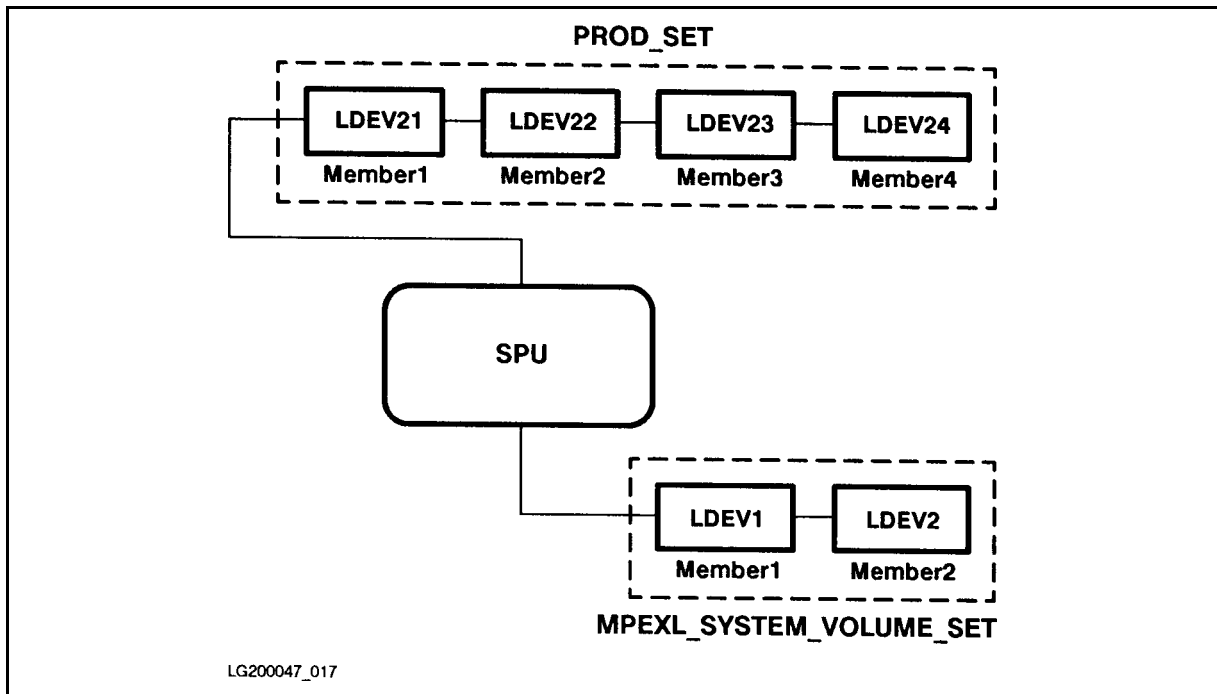 PROD_SET
LDEV21 LDEV22 LDEV23 LDEV24
Member1 Member2 Member3 Member4
SPU
LDEV1 LDEV2
Member1 Member2
MPEXL_SYSTEM_VOLUME_SET
LG200047_017